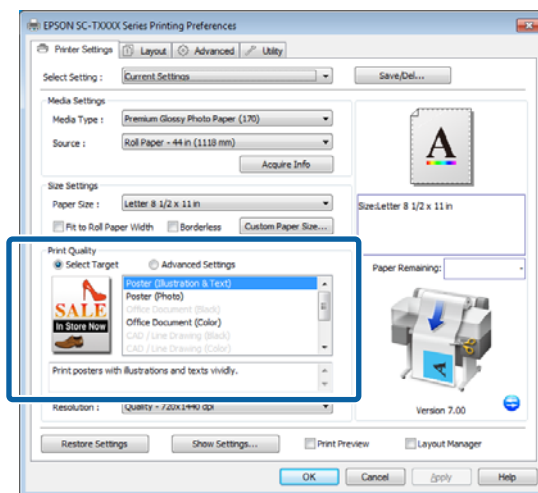 EPSON SC-TXXXX Series Printing Preferences
Printer Settings Layout Advanced Utility
Select Setting : Current Settings Save/Del...
Media Settings
Media Type : Premium Glossy Photo Paper (170)
Source : Roll Paper - 44 in (1118 mm)
Acquire Info
Size Settings
Paper Size : Letter 8 1/2 x 11 in
Fit to Roll Paper Width Borderless Custom Paper Size...
A
Size:Letter 8 1/2 x 11 in
Print Quality
Select Target Advanced Settings
SALE
In Store Now
Poster (Illustration & Text)
Poster (Photo)
Office Document (Black)
Office Document (Color)
CAD / Line Drawing (Black)
CAD / Line Drawing (Color)
Print posters with illustrations and texts vividly.
Paper Remaining: -
Resolution : Quality - 720x1440 dpi
Version 7.00
Restore Settings Show Settings... Print Preview Layout Manager
OK Cancel Apply Help